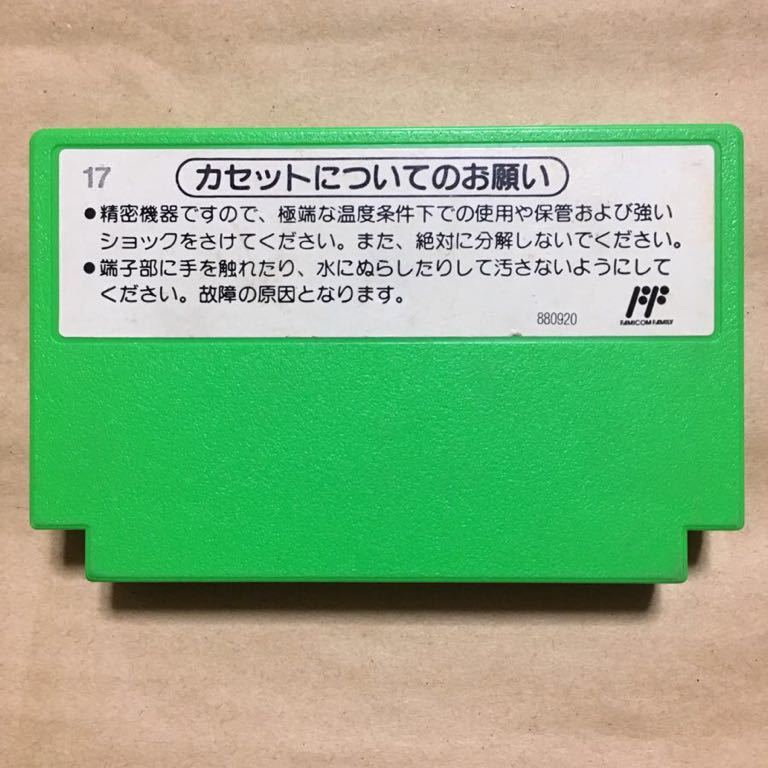 17
カセットについてのお願い
●精密機器ですので、極端な温度条件下での使用や保管および強い
ショックをさけてください。また、絶対に分解しないでください。
●端子部に手を触れたり、水にぬらしたりして汚さないようにして
ください。故障の原因となります。
880920
FF
FAMICOM FAMILY